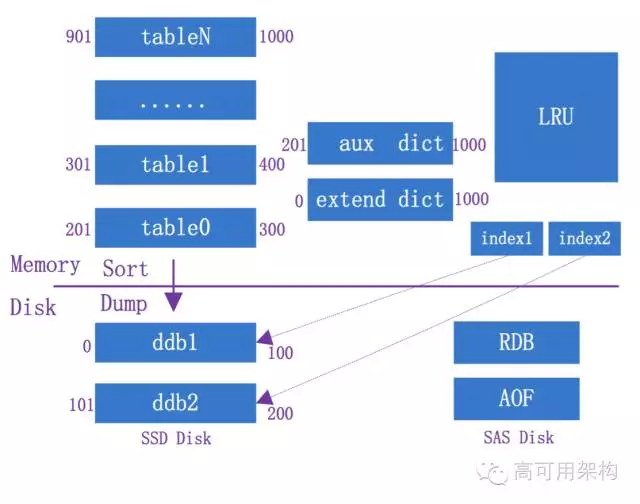 901 tableN 1000
......
LRU
201 aux dict 1000
301 table1 400
0 extend dict 1000
201 table0 300
index1 index2
Memory Sort
Disk Dump
0 ddb1 100
RDB
101 ddb2 200
AOF
SSD Disk
SAS Disk
高可用架构